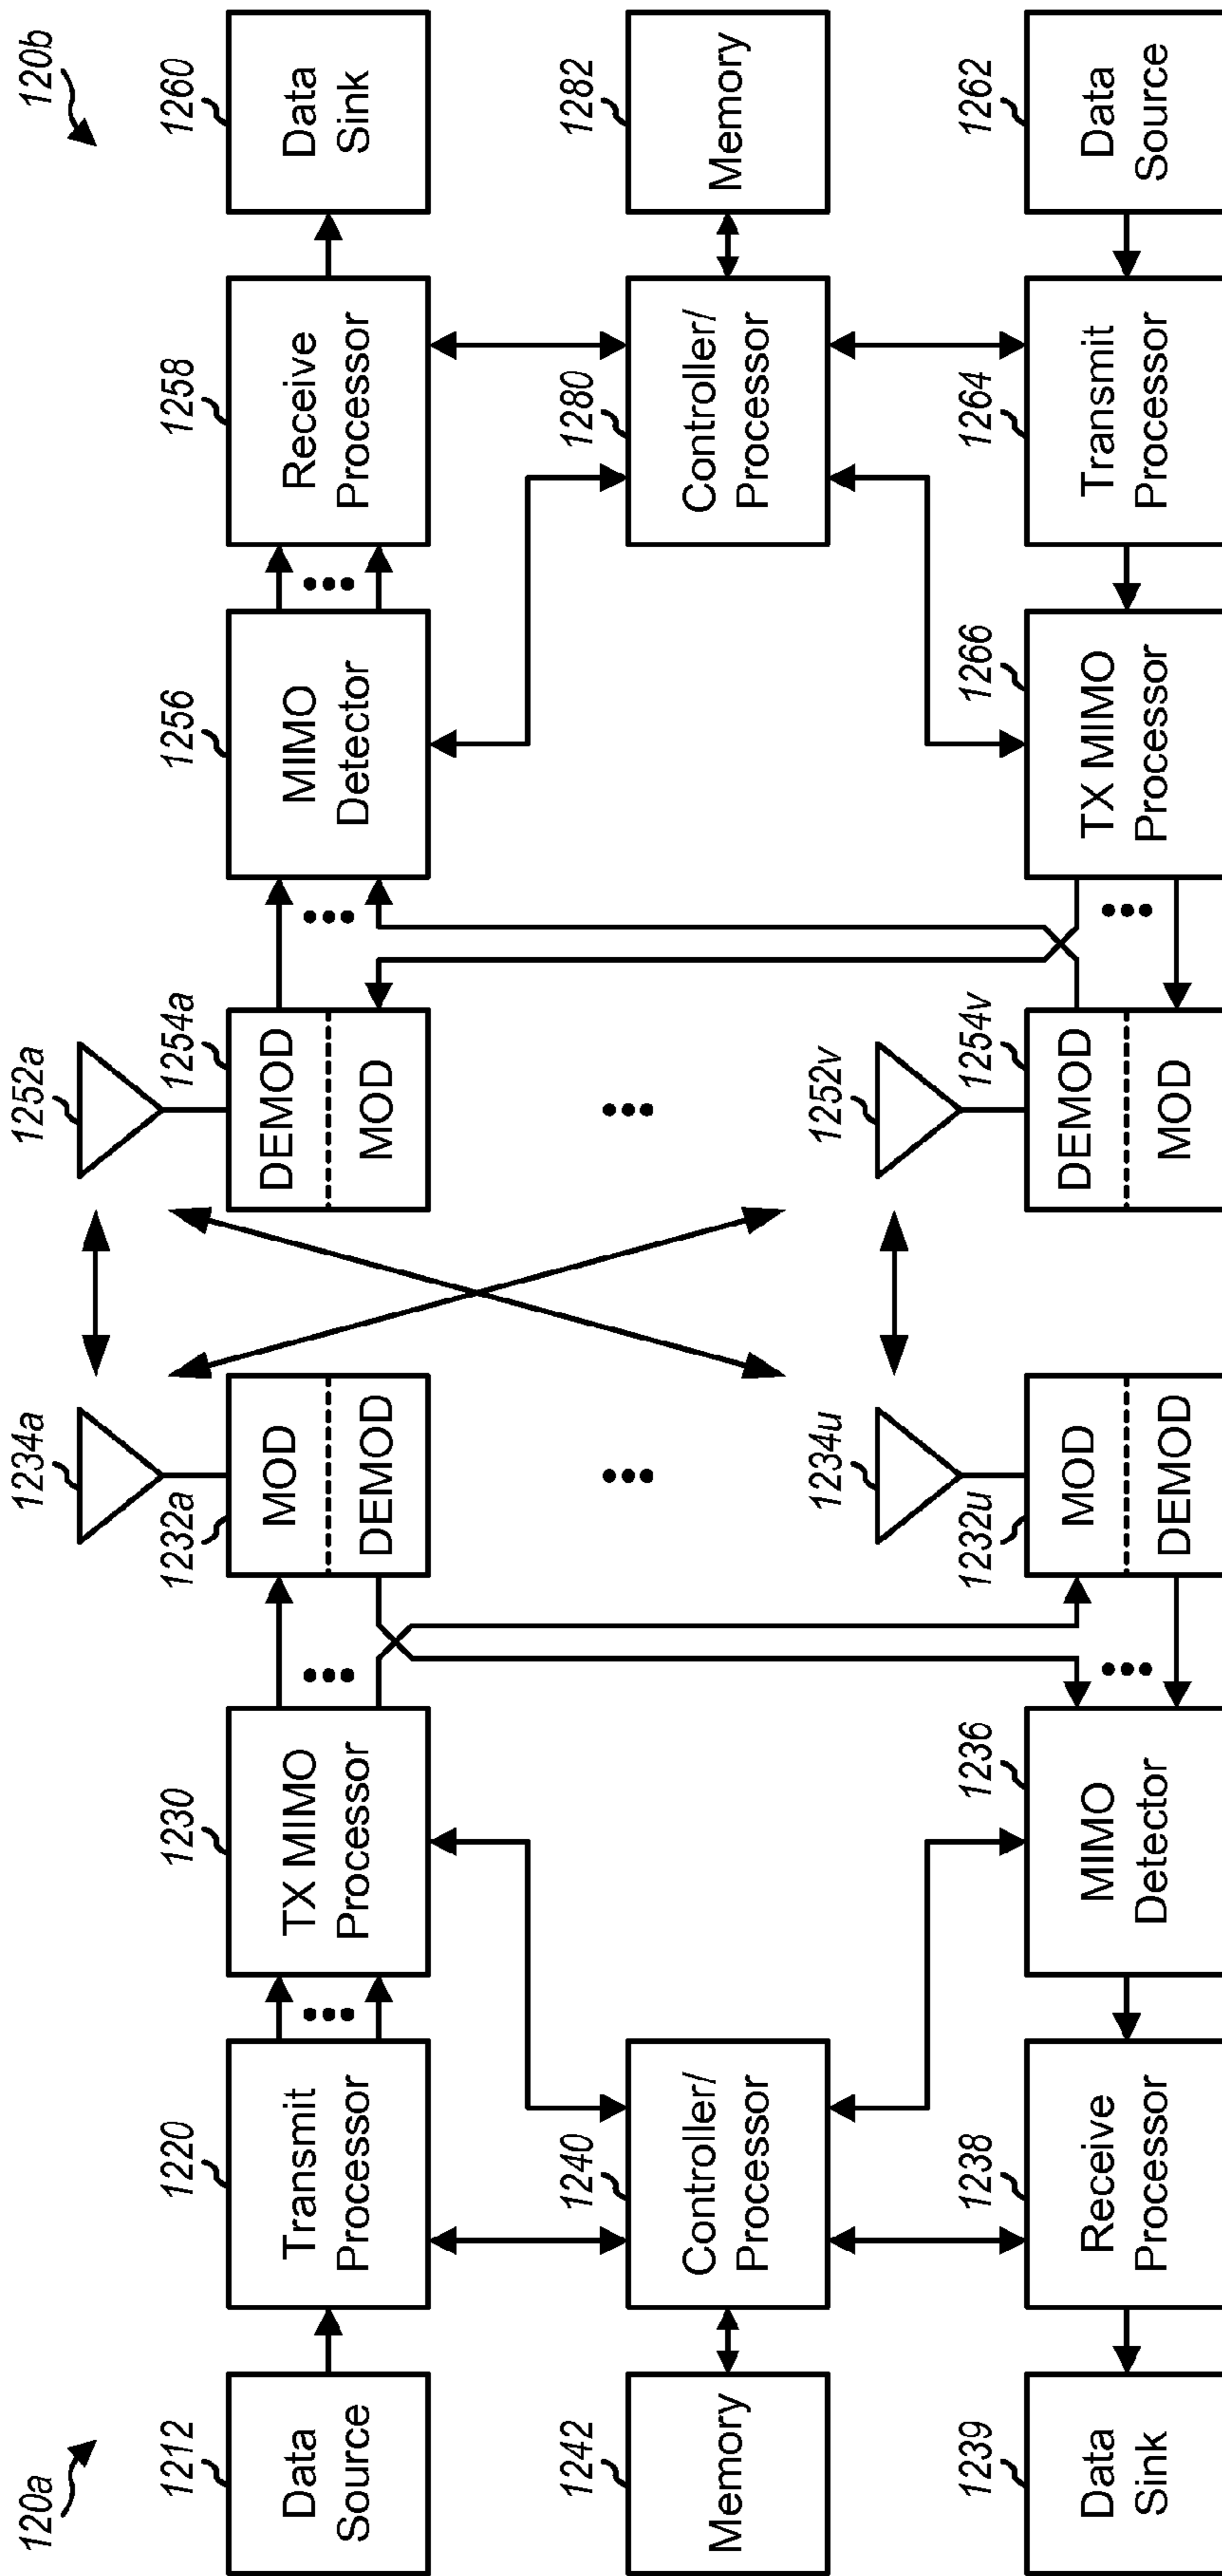 120a
120b
1212
Data
Source
1220
Transmit
Processor
1230
TX MIMO
Processor
1234a
1232a
MOD
DEMOD
1252a
1254a
DEMOD
MOD
1256
MIMO
Detector
1258
Receive
Processor
1260
Data
Sink
1242
Memory
1240
Controller/
Processor
1280
Controller/
Processor
1282
Memory
1239
Data
Sink
1238
Receive
Processor
1236
MIMO
Detector
1234u
1232u
MOD
DEMOD
1252v
1254v
DEMOD
MOD
1266
TX MIMO
Processor
1264
Transmit
Processor
1262
Data
Source